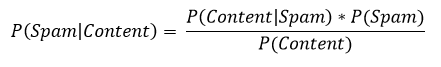 P(Spam|Content) = P(Content|Spam) * P(Spam) / P(Content)